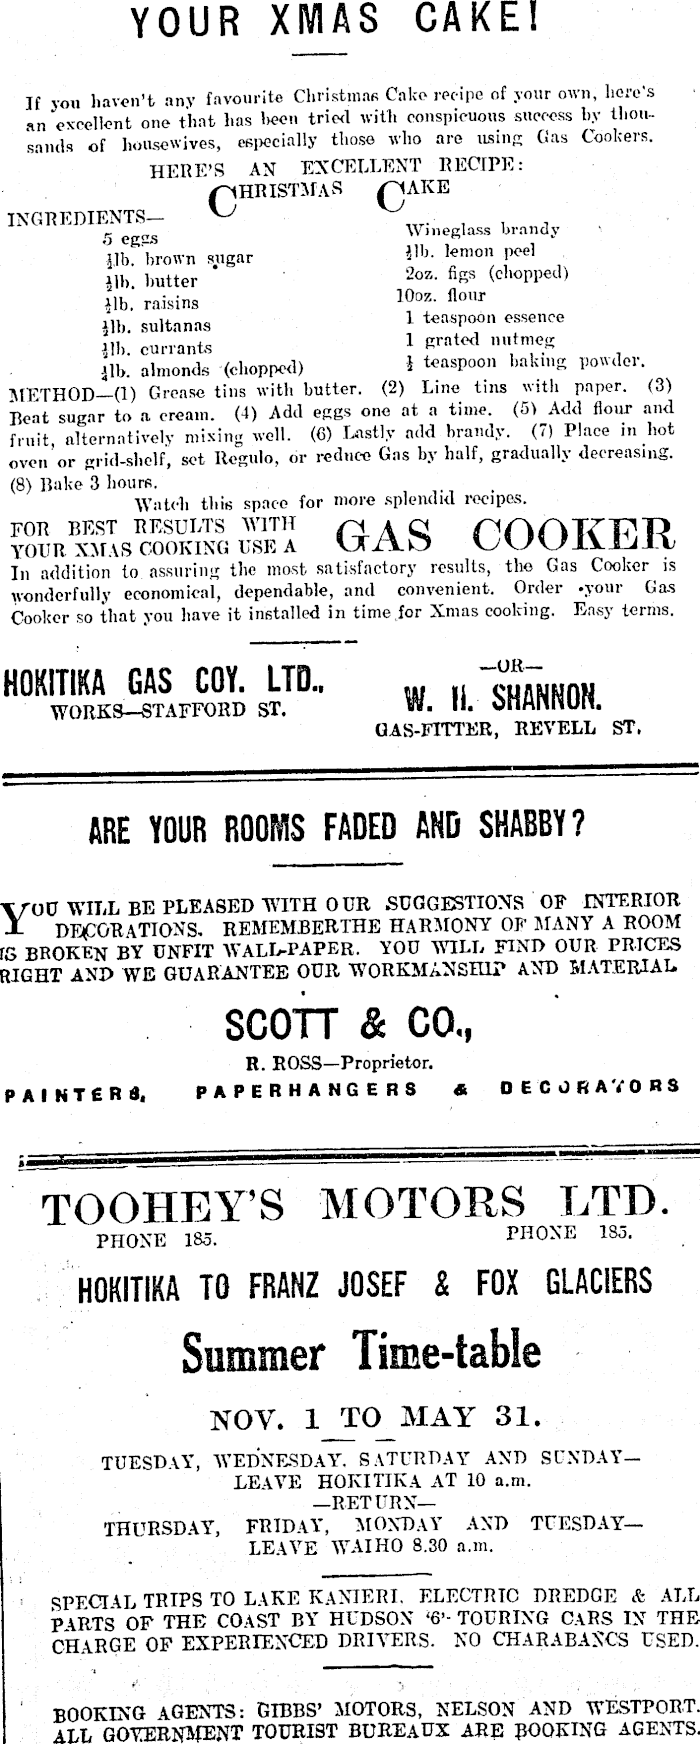 YOUR XMAS CAKE!
If you haven't any favourite Christmas Cake recipe of your own, here's
an excellent one that has been tried with conspicuous success by thou-
sands of housewives, especially those who are using Gas Cookers.
HERE'S AN EXCELLENT RECIPE:
CHRISTMAS CAKE
INGREDIENTS—
5 eggs
lb. brown sugar
lb. butter
lb. raisins
lb. sultanas
lb. currants
lb. almonds (chopped)
Wineglass brandy
lb. lemon peel
2oz. figs (chopped)
10oz. flour
1 teaspoon essence
1 grated nutmeg
teaspoon baking powder.
METHOD—(1) Grease tins with butter. (2) Line tins with paper. (3)
Beat sugar to a cream. (4) Add eggs one at a time. (5) Add flour and
fruit, alternatively mixing well. (6) Lastly add brandy. (7) Place in hot
oven or grid-shelf, set Regulo, or reduce Gas by half, gradually decreasing.
(8) Bake 3 hours.
Watch this space for more splendid recipes.
FOR BEST RESULTS WITH
YOUR XMAS COOKING USE A
GAS COOKER
In addition to assuring the most satisfactory results, the Gas Cooker is
wonderfully economical, dependable, and convenient. Order your Gas
Cooker so that you have it installed in time for Xmas cooking. Easy terms.
HOKITIKA GAS COY. LTD.,
WORKS—STAFFORD ST.
—OR—
W. H. SHANNON.
GAS-FITTER, REVELL ST.
ARE YOUR ROOMS FADED AND SHABBY?
YOU WILL BE PLEASED WITH OUR SUGGESTIONS OF INTERIOR
DECORATIONS. REMEMBERTHE HARMONY OF MANY A ROOM
IS BROKEN BY UNFIT WALL-PAPER. YOU WILL FIND OUR PRICES
RIGHT AND WE GUARANTEE OUR WORKMANSHIP AND MATERIAL
SCOTT & CO.,
R. ROSS—Proprietor.
PAINTERS, PAPERHANGERS & DECORATORS
TOOHEY'S MOTORS LTD.
PHONE 185. PHONE 185.
HOKITIKA TO FRANZ JOSEF & FOX GLACIERS
Summer Time-table
NOV. 1 TO MAY 31.
TUESDAY, WEDNESDAY. SATURDAY AND SUNDAY—
LEAVE HOKITIKA AT 10 a.m.
—RETURN—
THURSDAY, FRIDAY, MONDAY AND TUESDAY—
LEAVE WAIHO 8.30 a.m.
SPECIAL TRIPS TO LAKE KANIERI, ELECTRIC DREDGE & ALL
PARTS OF THE COAST BY HUDSON '6' TOURING CARS IN THE
CHARGE OF EXPERIENCED DRIVERS. NO CHARABANCS USED.
BOOKING AGENTS: GIBBS' MOTORS, NELSON AND WESTPORT.
ALL GOVERNMENT TOURIST BUREAUX ARE BOOKING AGENTS.